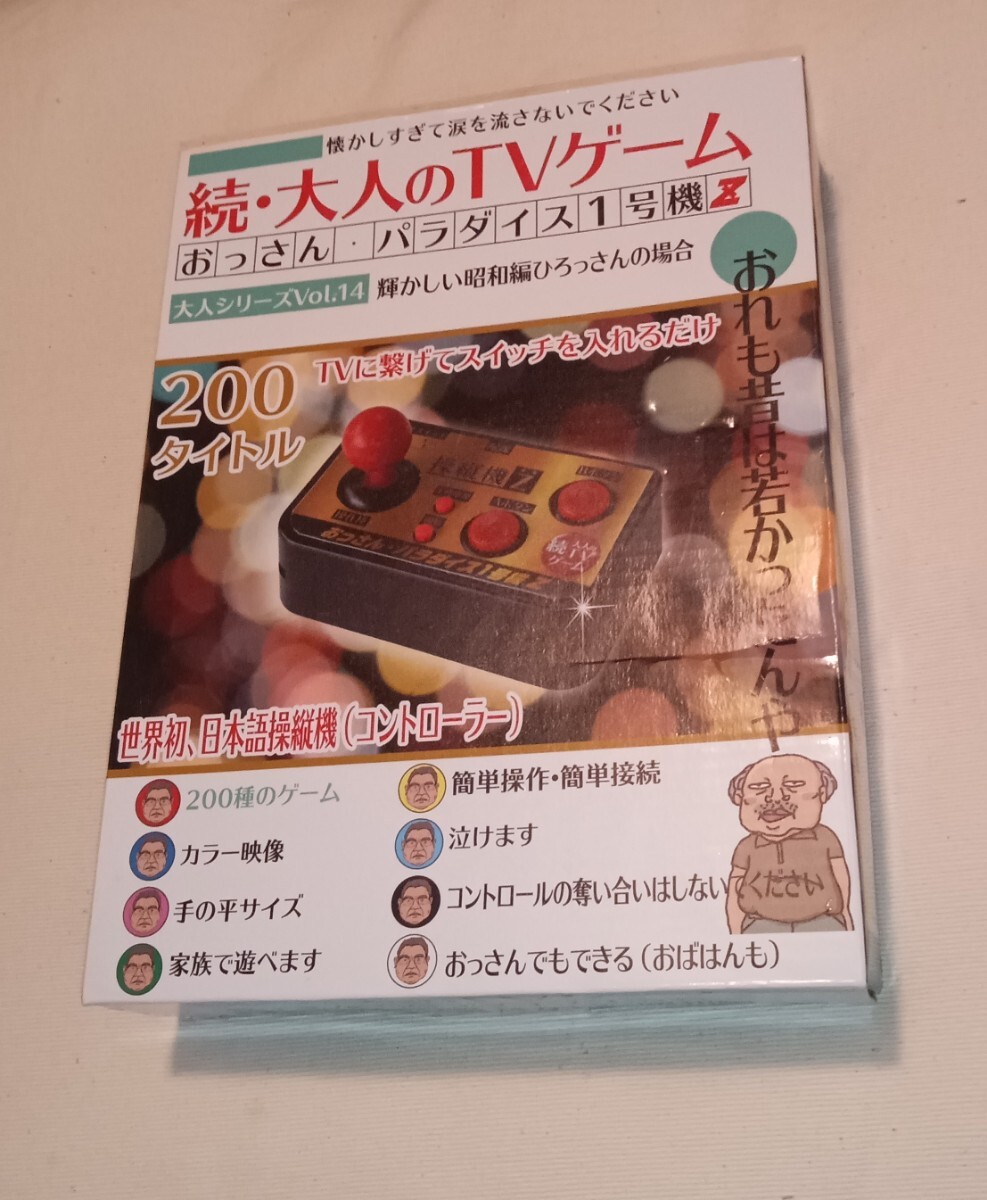 懐かしすぎて涙を流さないでください
続・大人のTVゲーム
おっさん・パラダイス1号機Z
大人シリーズVol.14 輝かしい昭和編ひろっさんの場合
おれも昔は若かっ
んや
200
タイトル
TVに繋げてスイッチを入れるだけ
操縦機Z
続
ゲーム
世界初、日本語操縦機(コントローラー)
200種のゲーム
カラー映像
手の平サイズ
家族で遊べます
簡単操作・簡単接続
泣けます
コントロールの奪い合いはしないでください
おっさんでもできる(おばはんも)